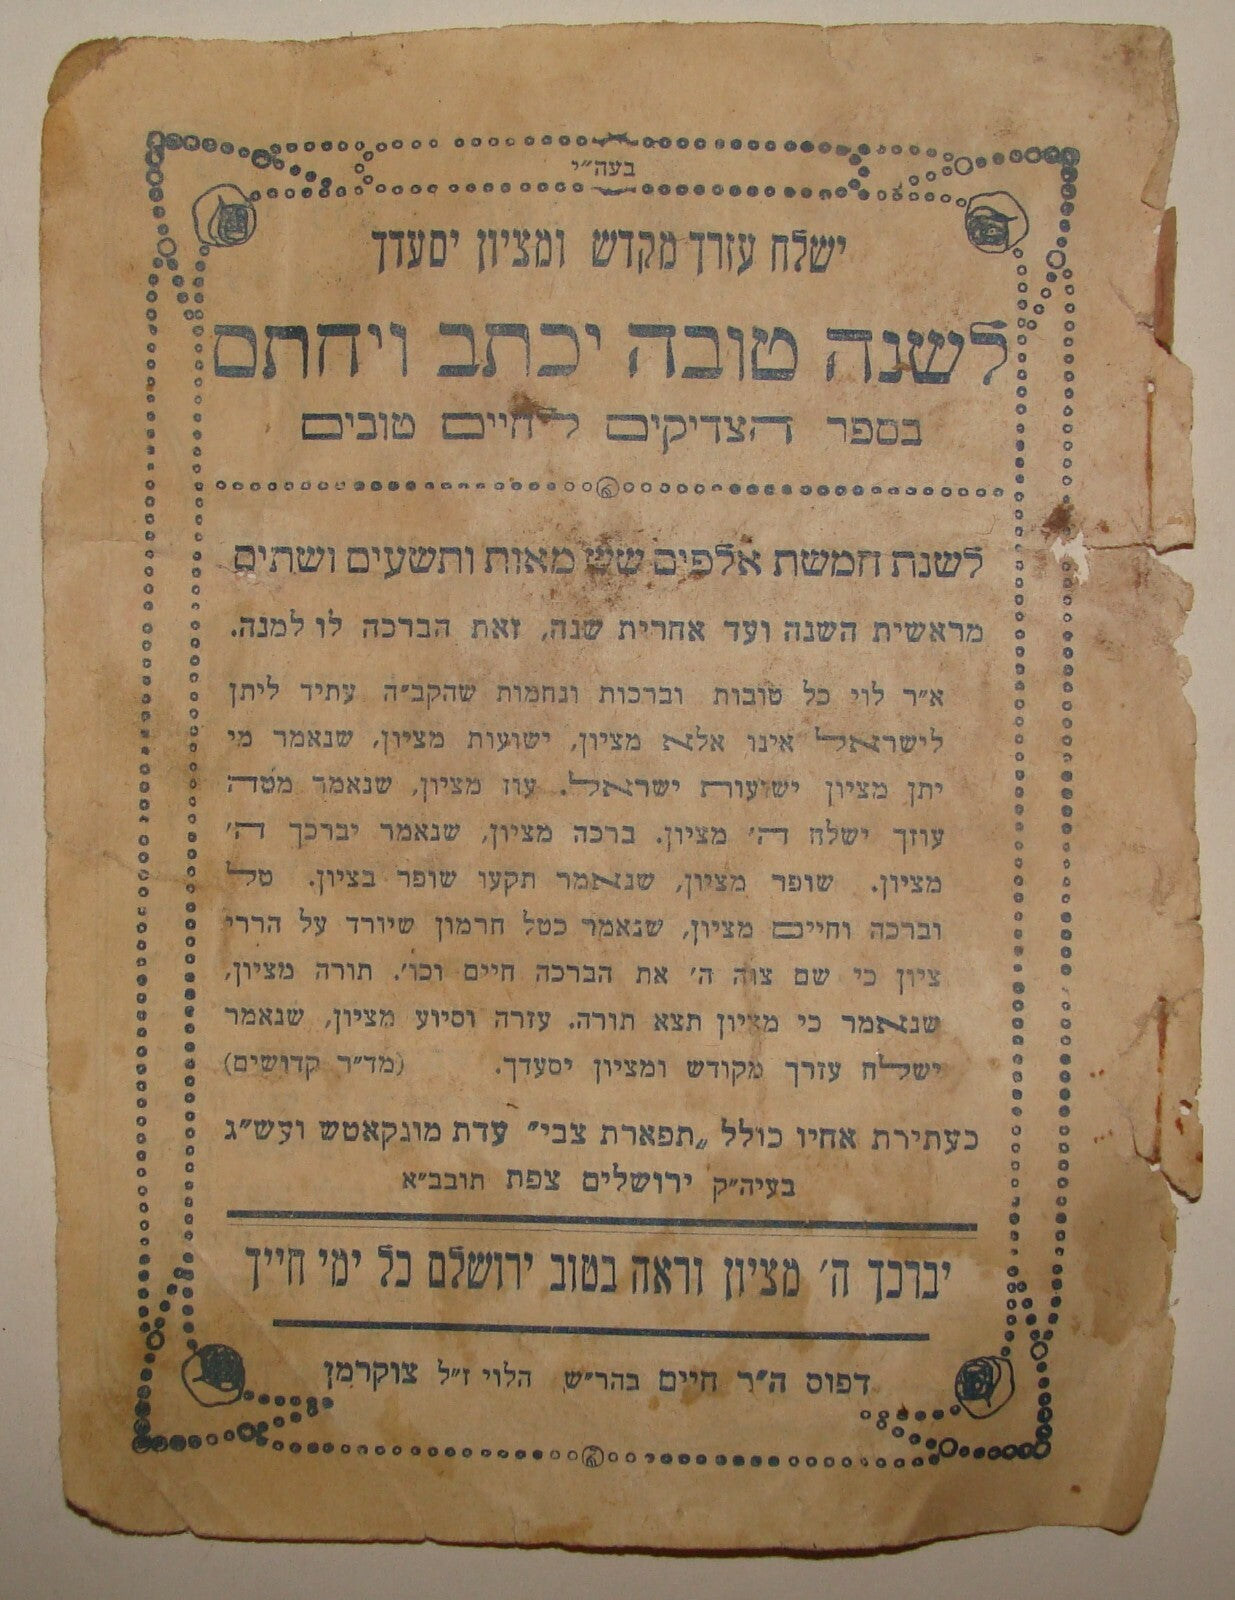 בעה״י
ישלח עזרך מקדש ומציון יסעדך
לשנה טובה יכתב ויחתם
בספר הצדיקים לחיים טובים
לשנת חמשת אלפים שש מאות ותשעים ושתים
מראשית השנה ועד אחרית שנה, זאת הברכה לו למנה.
א״ר לוי כל טובות וברכות ונחמות שהקב״ה עתיד ליתן
לישראל אינו אלא מציון, ישועות מציון, שנאמר מי
יתן מציון ישועות ישראל. עוז מציון, שנאמר מטה
עוזך ישלח ה׳ מציון. ברכה מציון, שנאמר יברכך ה׳
מציון. שופר מציון, שנאמר תקעו שופר בציון. טל
וברכה וחיים מציון, שנאמר כטל חרמון שיורד על הררי
ציון כי שם צוה ה׳ את הברכה חיים וכו׳. תורה מציון,
שנאמר כי מציון תצא תורה. עזרה וסיוע מציון, שנאמר
ישלח עזרך מקודש ומציון יסעדך. (מד״ר קדושים)
כעתירת אחיו כולל „תפארת צבי״ עדת מונקאטש ועש״ג
בעיה״ק ירושלים צפת תובב״א
יברכך ה׳ מציון וראה בטוב ירושלם כל ימי חייך
דפוס ה״ר חיים בהר״ש הלוי ז״ל צוקרמן